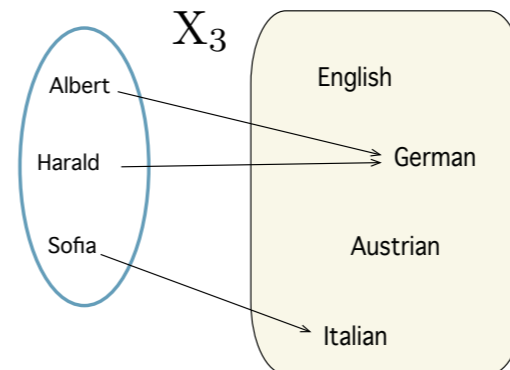 X₃
Albert
Harald
Sofia
English
German
Austrian
Italian